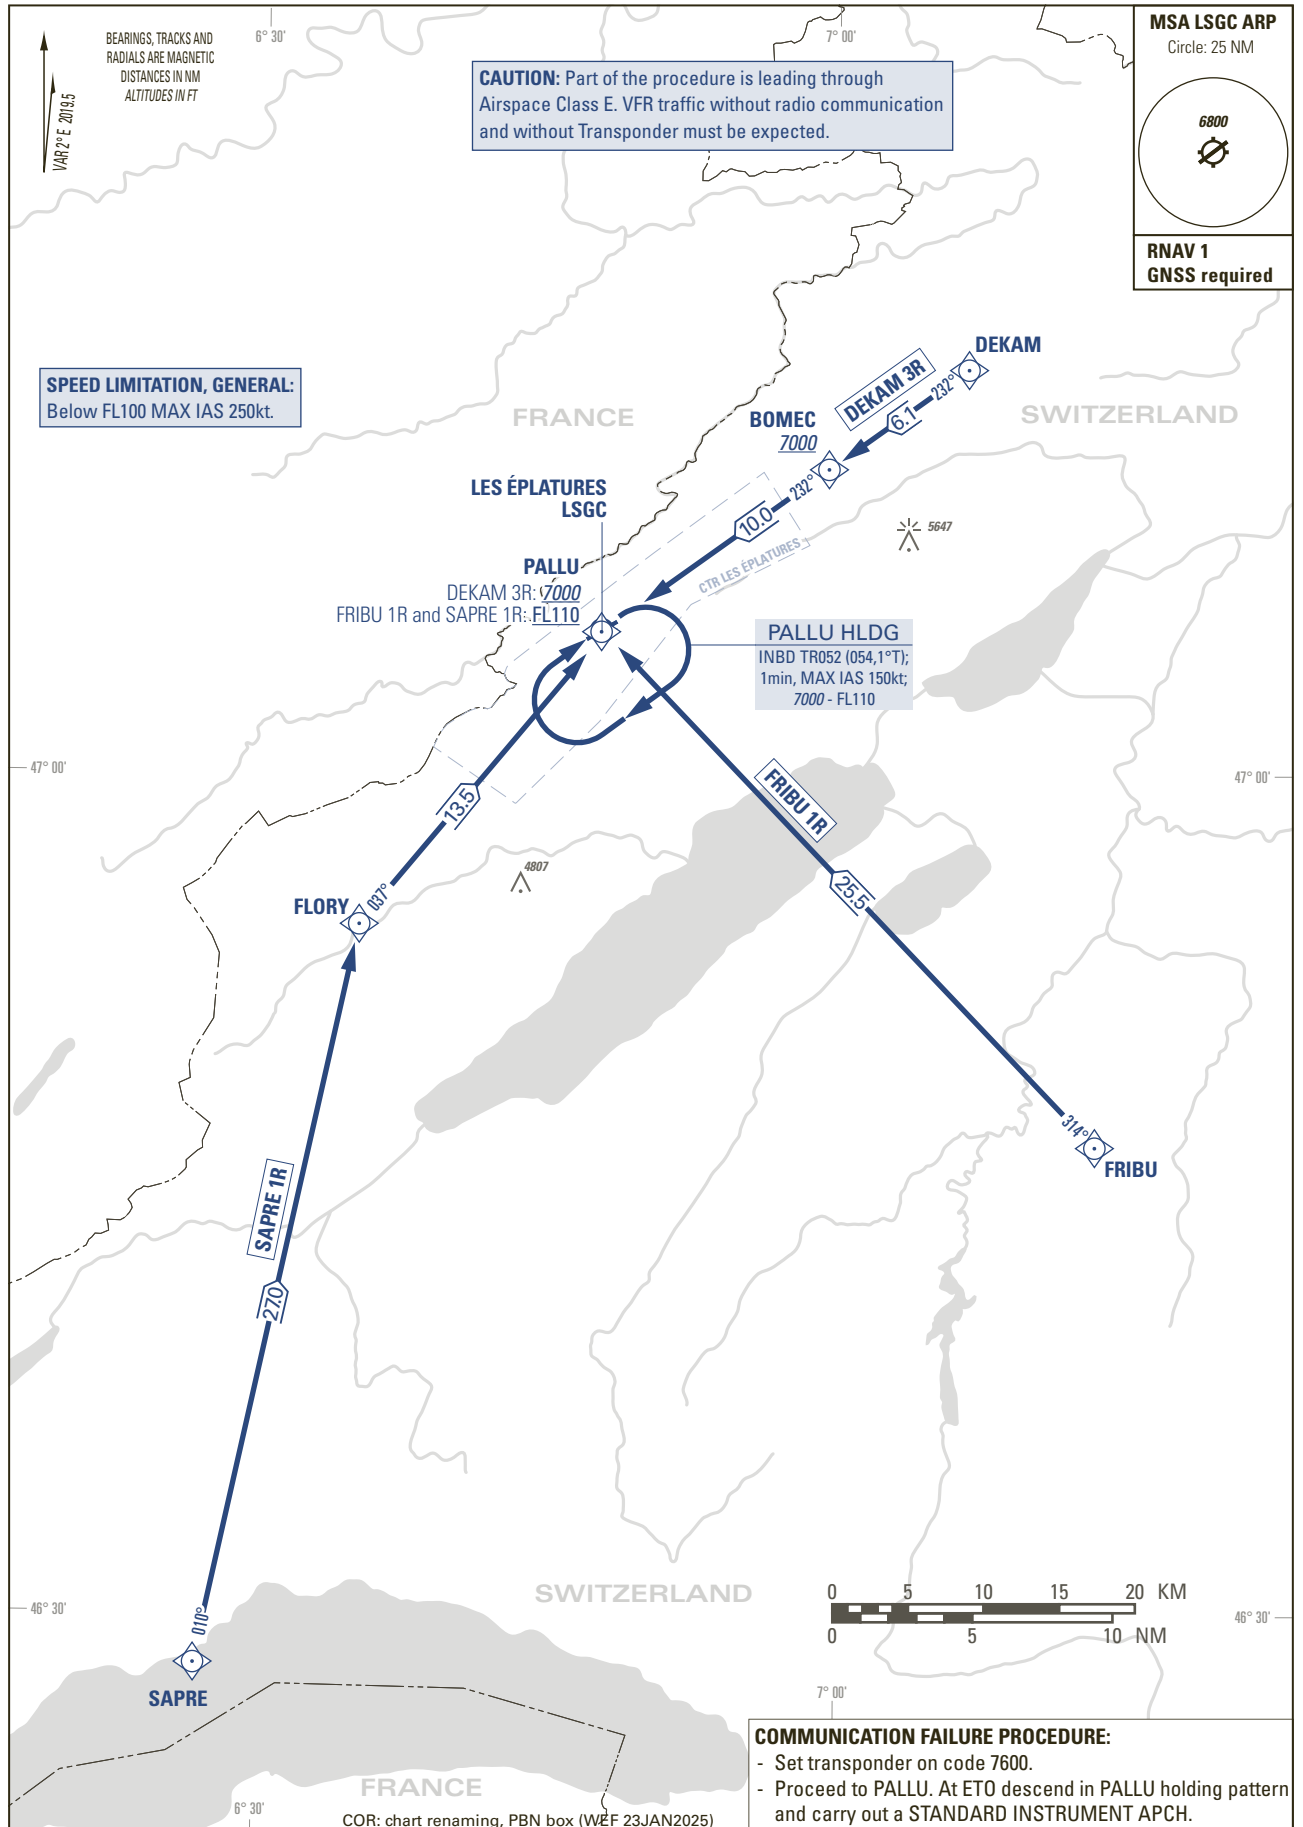 BEARINGS, TRACKS AND
RADIALS ARE MAGNETIC
DISTANCES IN NM
ALTITUDES IN FT
VAR 2° E 2019.5
6° 30'
7° 00'
CAUTION: Part of the procedure is leading through
Airspace Class E. VFR traffic without radio communication
and without Transponder must be expected.
MSA LSGC ARP
Circle: 25 NM
6800
RNAV 1
GNSS required
SPEED LIMITATION, GENERAL:
Below FL100 MAX IAS 250kt.
FRANCE
SWITZERLAND
DEKAM
232°
DEKAM 3R
6.1
BOMEC
7000
232°
10.0
LES ÉPLATURES
LSGC
5647
CTR LES ÉPLATURES
PALLU
DEKAM 3R: 7000
FRIBU 1R and SAPRE 1R: FL110
PALLU HLDG
INBD TR052 (054,1°T);
1min, MAX IAS 150kt;
7000 - FL110
47° 00'
47° 00'
FRIBU 1R
13.5
4807
25.5
FLORY
037°
314°
FRIBU
SAPRE 1R
27.0
010°
SAPRE
46° 30'
46° 30'
SWITZERLAND
0 5 10 15 20 KM
0 5 10 NM
7° 00'
FRANCE
6° 30'
COR: chart renaming, PBN box (WEF 23JAN2025)
COMMUNICATION FAILURE PROCEDURE:
- Set transponder on code 7600.
- Proceed to PALLU. At ETO descend in PALLU holding pattern
and carry out a STANDARD INSTRUMENT APCH.